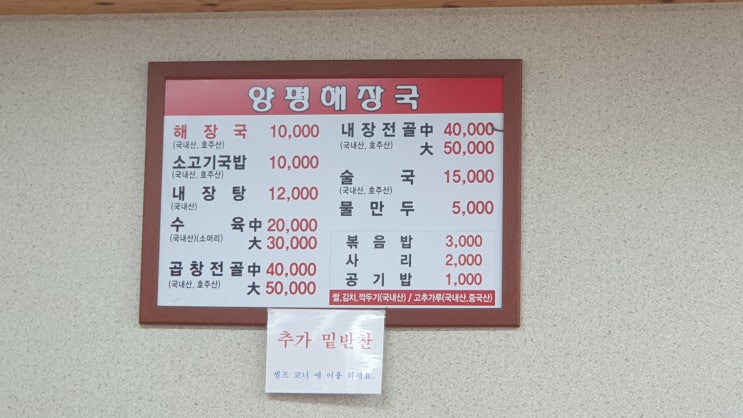 양평해장국
해장국 10,000
(국내산, 호주산)
소고기국밥 10,000
(국내산, 호주산)
내장탕 12,000
(국내산)
수육 中 20,000
(국내산)(소머리) 大 30,000
곱창전골 中 40,000
(국내산, 호주산) 大 50,000
내장전골 中 40,000
(국내산, 호주산) 大 50,000
술국 15,000
(국내산, 호주산)
물만두 5,000
볶음밥 3,000
사리 2,000
공기밥 1,000
쌀,김치,깍두기(국내산) / 고추가루(국내산,중국산)
추가 밑반찬
셀프 코너 에 이용 하세요.